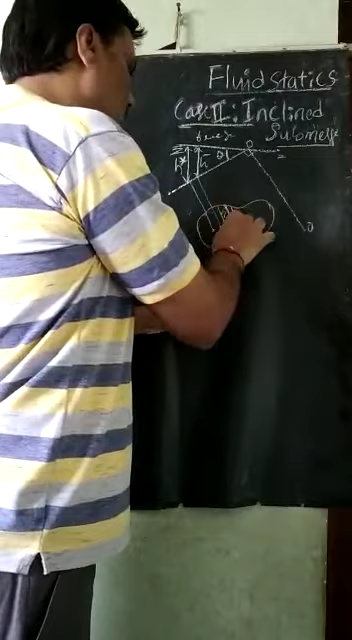 Fluid statics
Case II: Inclined
Submerge
h* h̄ θ O
O